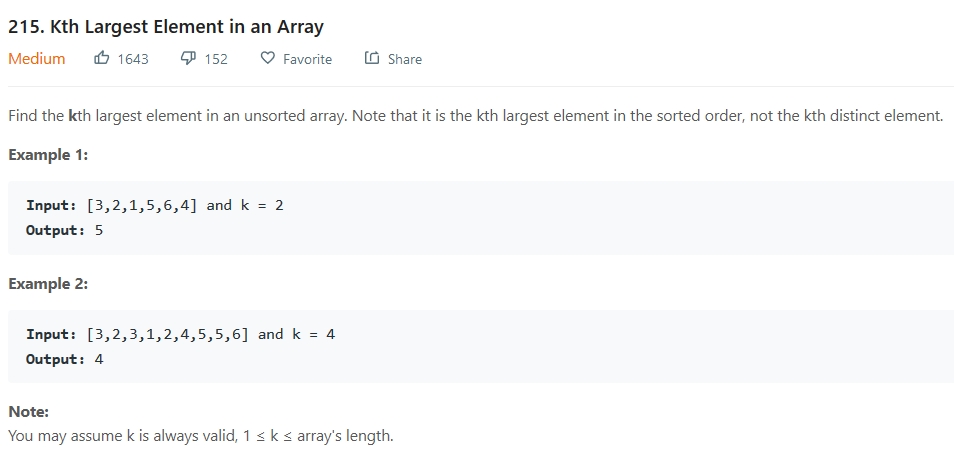 215. Kth Largest Element in an Array
Medium 1643 152 Favorite Share
Find the kth largest element in an unsorted array. Note that it is the kth largest element in the sorted order, not the kth distinct element.
Example 1:
Input: [3,2,1,5,6,4] and k = 2
Output: 5
Example 2:
Input: [3,2,3,1,2,4,5,5,6] and k = 4
Output: 4
Note:
You may assume k is always valid, 1 ≤ k ≤ array's length.